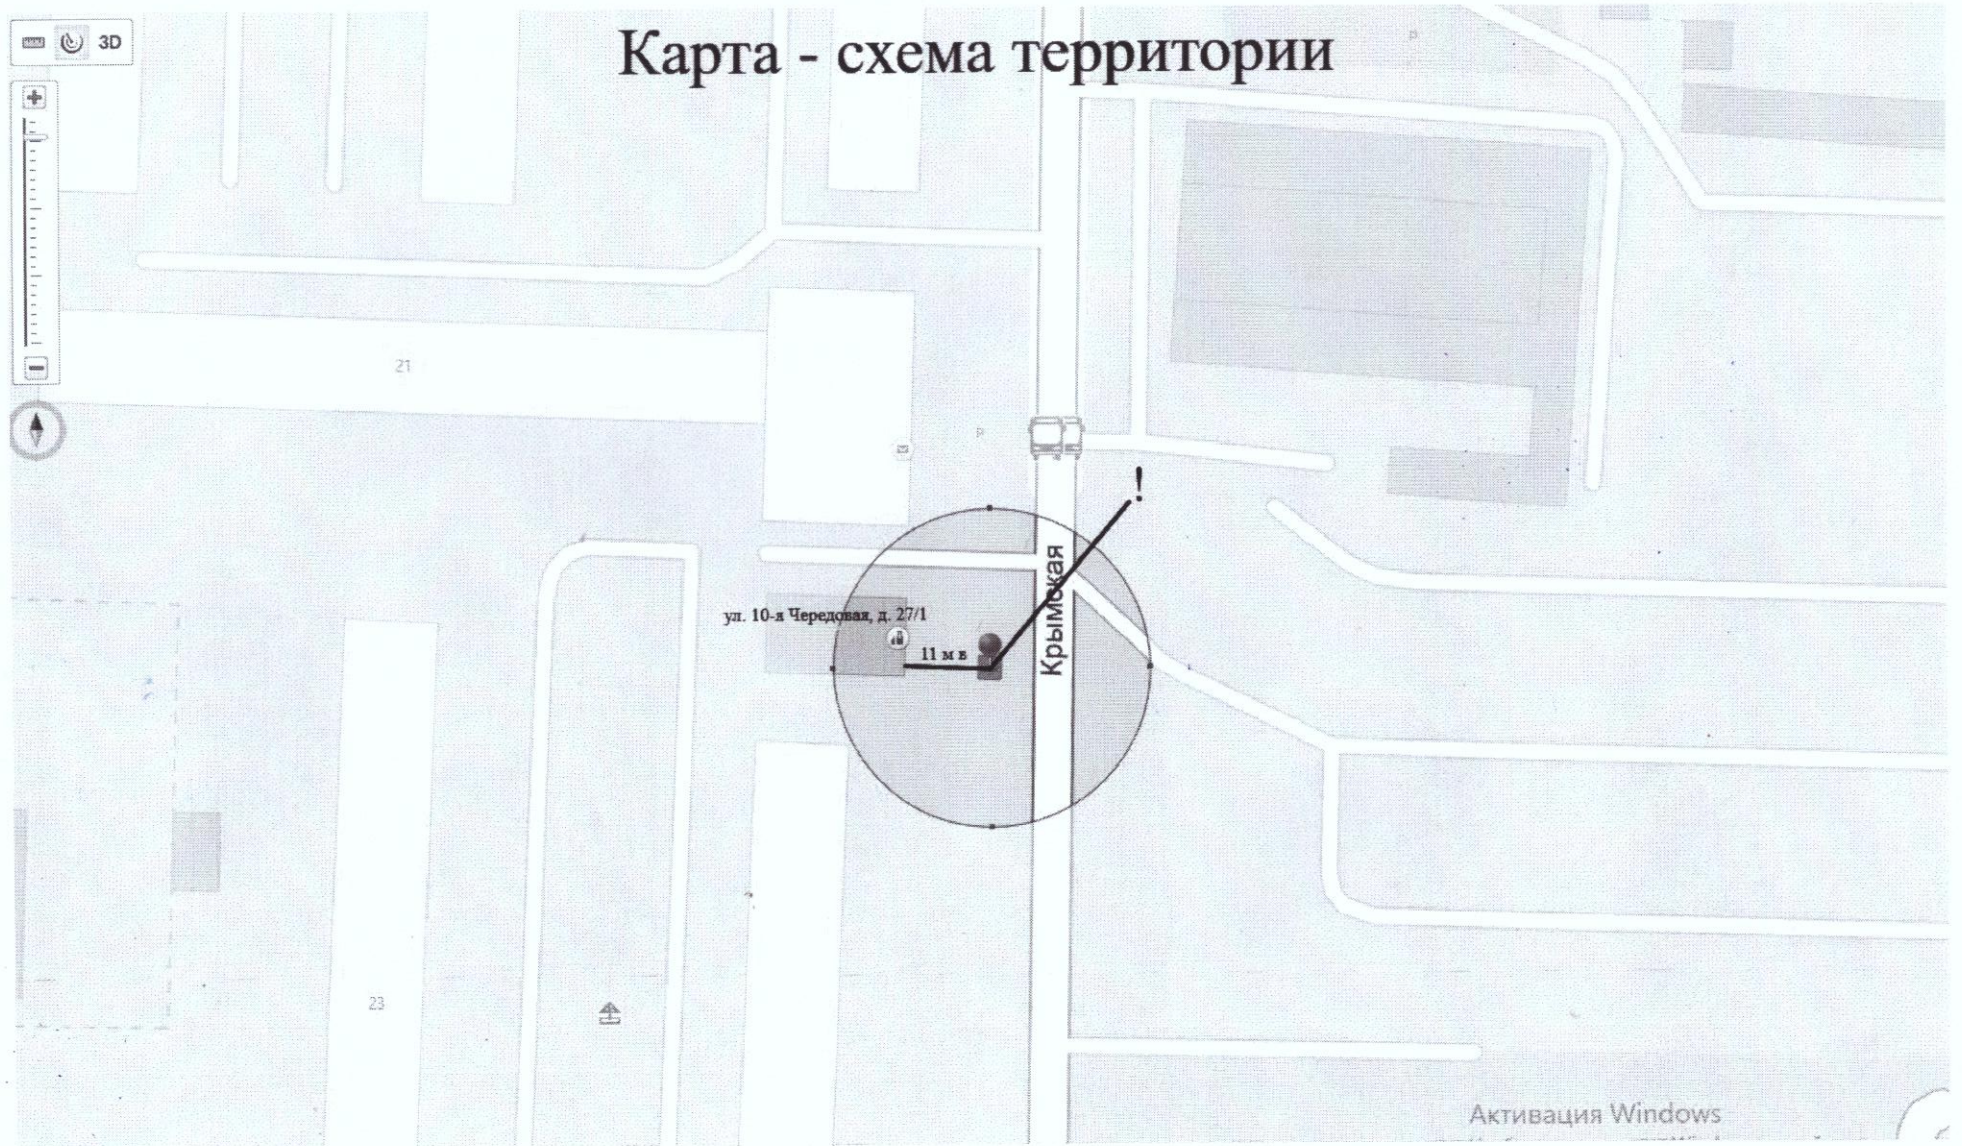 3D
Карта - схема территории
P
21
P
!
Крымская
ул. 10-я Чередовая, д. 27/1
11 м в
23
Активация Windows